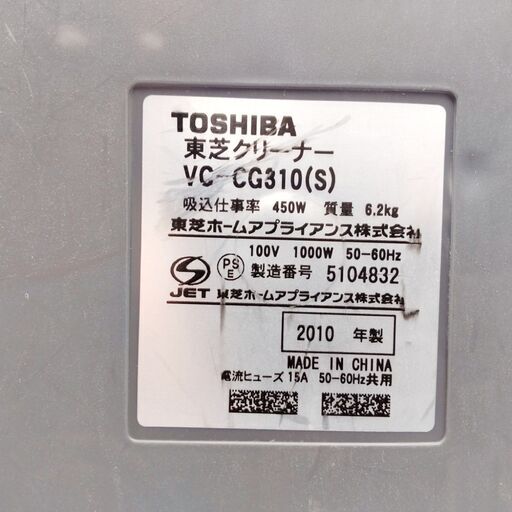 TOSHIBA
東芝クリーナー
VC-CG310(S)
吸込仕事率 450W 質量 6.2kg
東芝ホームアプライアンス株式会社
100V 1000W 50-60Hz
PS E 製造番号 5104832
JET 東芝ホームアプライアンス株式会社
2010 年製
MADE IN CHINA
電流ヒューズ 15A 50-60Hz共用